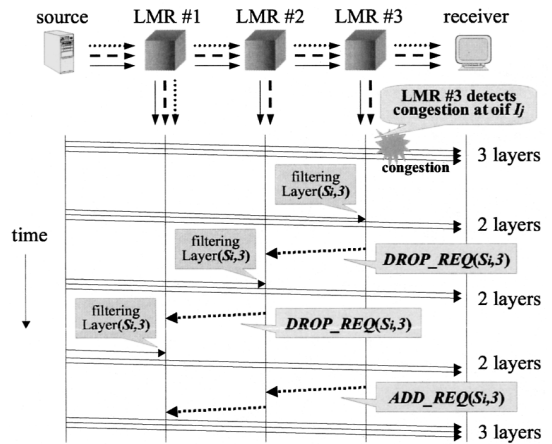 source LMR #1 LMR #2 LMR #3 receiver
LMR #3 detects
congestion at oif Ij
congestion
3 layers
filtering
Layer(Si,3)
2 layers
time
filtering
Layer(Si,3)
DROP_REQ(Si,3)
2 layers
filtering
Layer(Si,3)
DROP_REQ(Si,3)
2 layers
ADD_REQ(Si,3)
3 layers